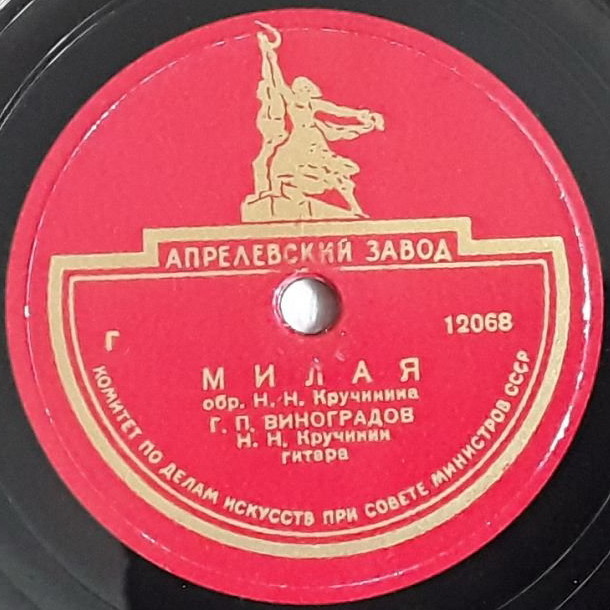 АПРЕЛЕВСКИЙ ЗАВОД
Г 12068
МИЛАЯ
обр. Н. Н. Кручинина
Г. П. ВИНОГРАДОВ
Н. Н. Кручинин
гитара
КОМИТЕТ ПО ДЕЛАМ ИСКУССТВ ПРИ СОВЕТЕ МИНИСТРОВ СССР